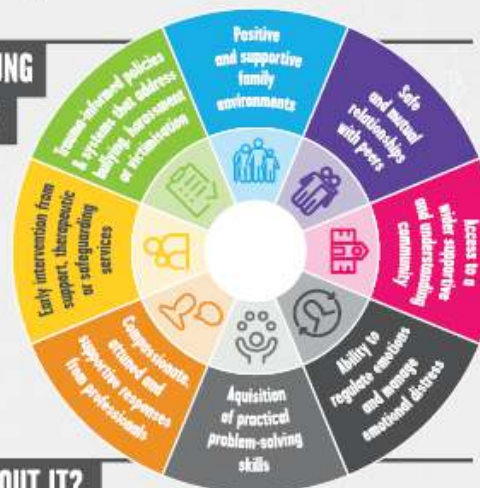 UNG
Positive
and supportive
family
environments
Safe
and mutual
relationships
with peers
Access to a
wider supportive
and understanding
community
Ability to
regulate emotions
and manage
emotional distress
Aquisition
of practical
problem-solving
skills
Compassionate,
attuned and
supportive responses
from professionals
Early intervention from
support, therapeutic
or safeguarding
services
Trauma-informed policies
& systems that address
bullying, harassment
or victimisation
OUT IT?